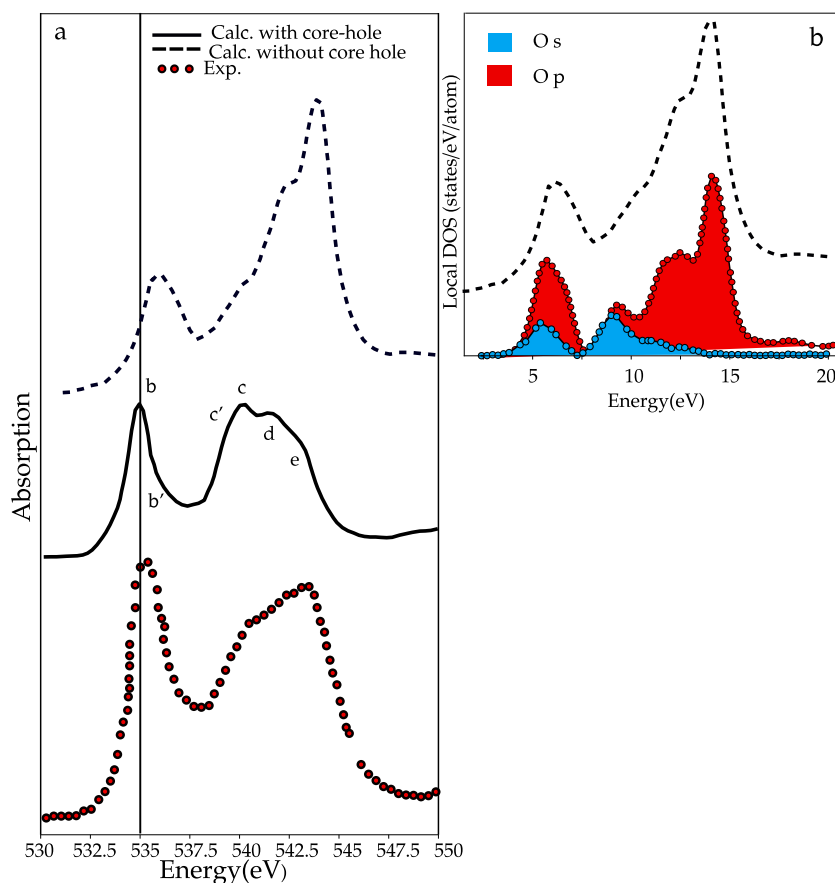 a
Calc. with core-hole
Calc. without core hole
Exp.
b
c
c′
d
e
b′
Absorption
530 532.5 535 537.5 540 542.5 545 547.5 550
Energy(eV)
b
O s
O p
Local DOS (states/eV/atom)
5 10 15 20
Energy(eV)